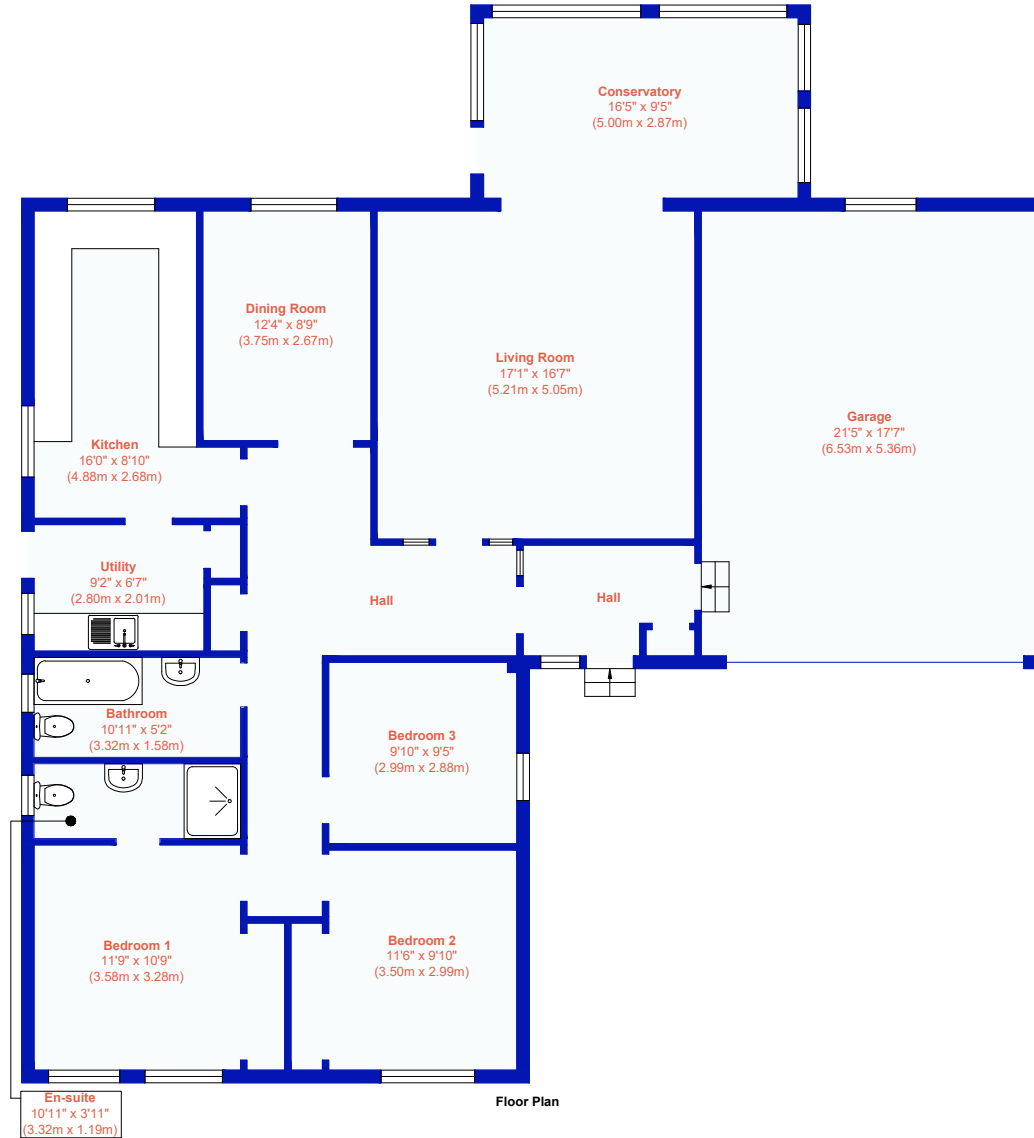 Conservatory
16'5" x 9'5"
(5.00m x 2.87m)
Dining Room
12'4" x 8'9"
(3.75m x 2.67m)
Living Room
17'1" x 16'7"
(5.21m x 5.05m)
Garage
21'5" x 17'7"
(6.53m x 5.36m)
Kitchen
16'0" x 8'10"
(4.88m x 2.68m)
Utility
9'2" x 6'7"
(2.80m x 2.01m)
Hall
Hall
Bathroom
10'11" x 5'2"
(3.32m x 1.58m)
Bedroom 3
9'10" x 9'5"
(2.99m x 2.88m)
Bedroom 1
11'9" x 10'9"
(3.58m x 3.28m)
Bedroom 2
11'6" x 9'10"
(3.50m x 2.99m)
En-suite
10'11" x 3'11"
(3.32m x 1.19m)
Floor Plan